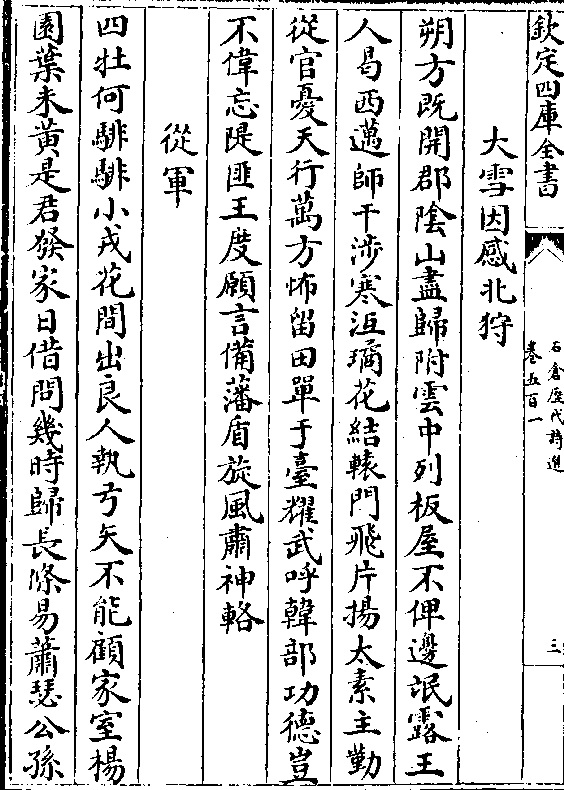 欽定四庫全書
石倉歴代詩選
卷五百一
三
大雪因感北狩
朔方既開郡陰山盡歸附雲中列板屋不俾邊氓露王
人曷西邁師干涉寒沍璚花結轅門飛片揚太素主勤
從官憂天行萬方怖留田單于臺耀武呼韓部功德豈
不偉忘隄匪王度願言備藩盾旋風肅神輅
從軍
四牡何騑騑小戎花間出良人執弓矢不能顧家室楊
園葉未黃是君發家日借問幾時歸長條易蕭瑟公孫